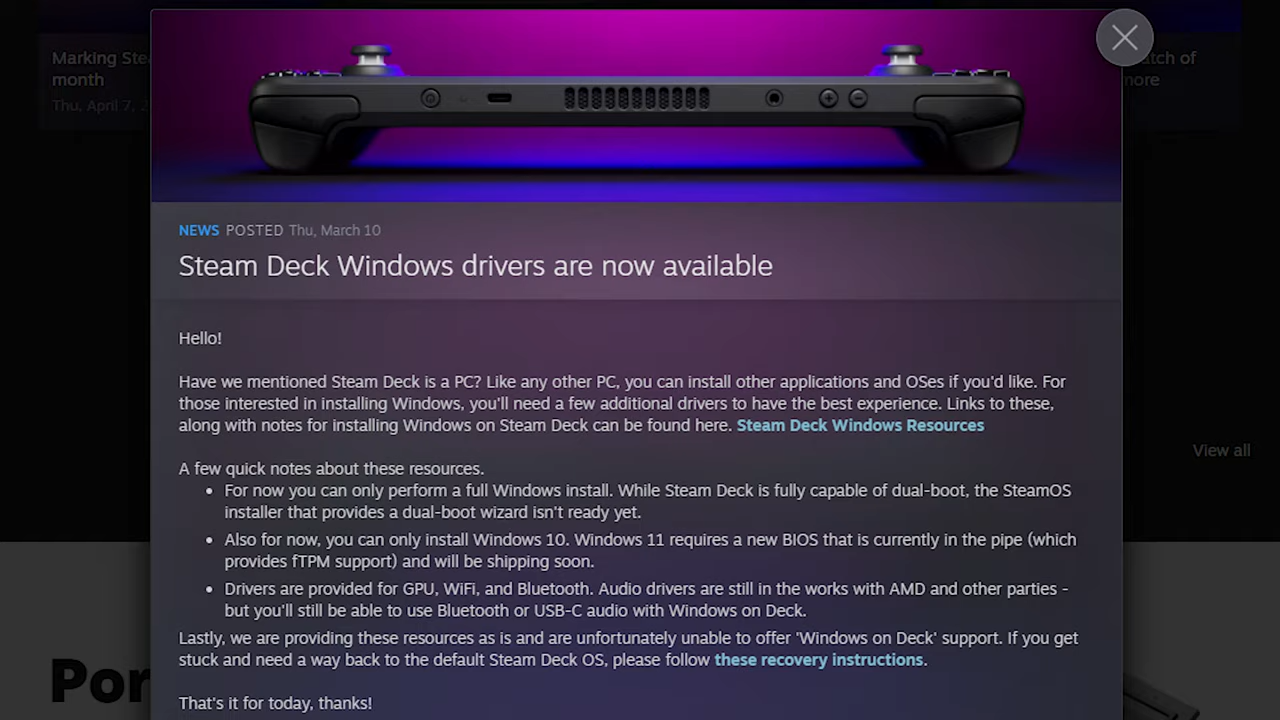 Marking Ste
month
Thu, April 7, 2
atch of
more
NEWS POSTED Thu, March 10
Steam Deck Windows drivers are now available
Hello!
Have we mentioned Steam Deck is a PC? Like any other PC, you can install other applications and OSes if you'd like. For
those interested in installing Windows, you'll need a few additional drivers to have the best experience. Links to these,
along with notes for installing Windows on Steam Deck can be found here. Steam Deck Windows Resources
View all
A few quick notes about these resources.
• For now you can only perform a full Windows install. While Steam Deck is fully capable of dual-boot, the SteamOS
installer that provides a dual-boot wizard isn't ready yet.
• Also for now, you can only install Windows 10. Windows 11 requires a new BIOS that is currently in the pipe (which
provides fTPM support) and will be shipping soon.
• Drivers are provided for GPU, WiFi, and Bluetooth. Audio drivers are still in the works with AMD and other parties -
but you'll still be able to use Bluetooth or USB-C audio with Windows on Deck.
Lastly, we are providing these resources as is and are unfortunately unable to offer 'Windows on Deck' support. If you get
stuck and need a way back to the default Steam Deck OS, please follow these recovery instructions.
Por
That's it for today, thanks!